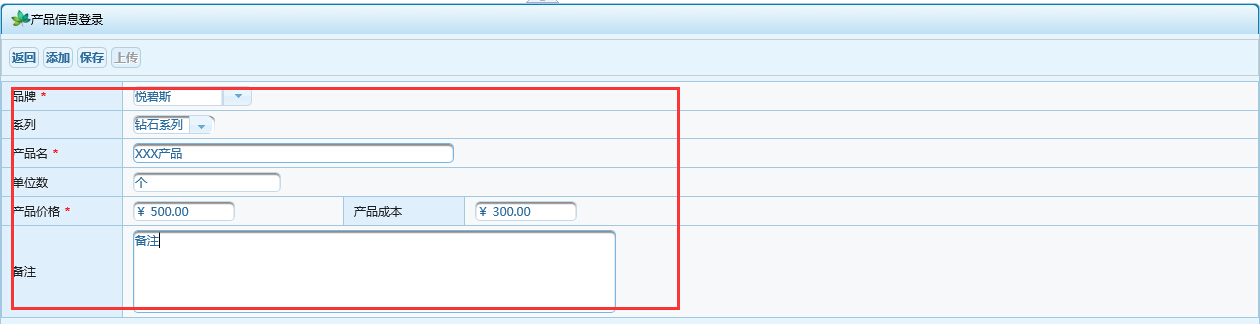 产品信息登录
返回 添加 保存 上传
品牌 * 悦碧斯
系列 钻石系列
产品名 * XXX产品
单位数 个
产品价格 * ￥ 500.00 产品成本 ￥ 300.00
备注 备注